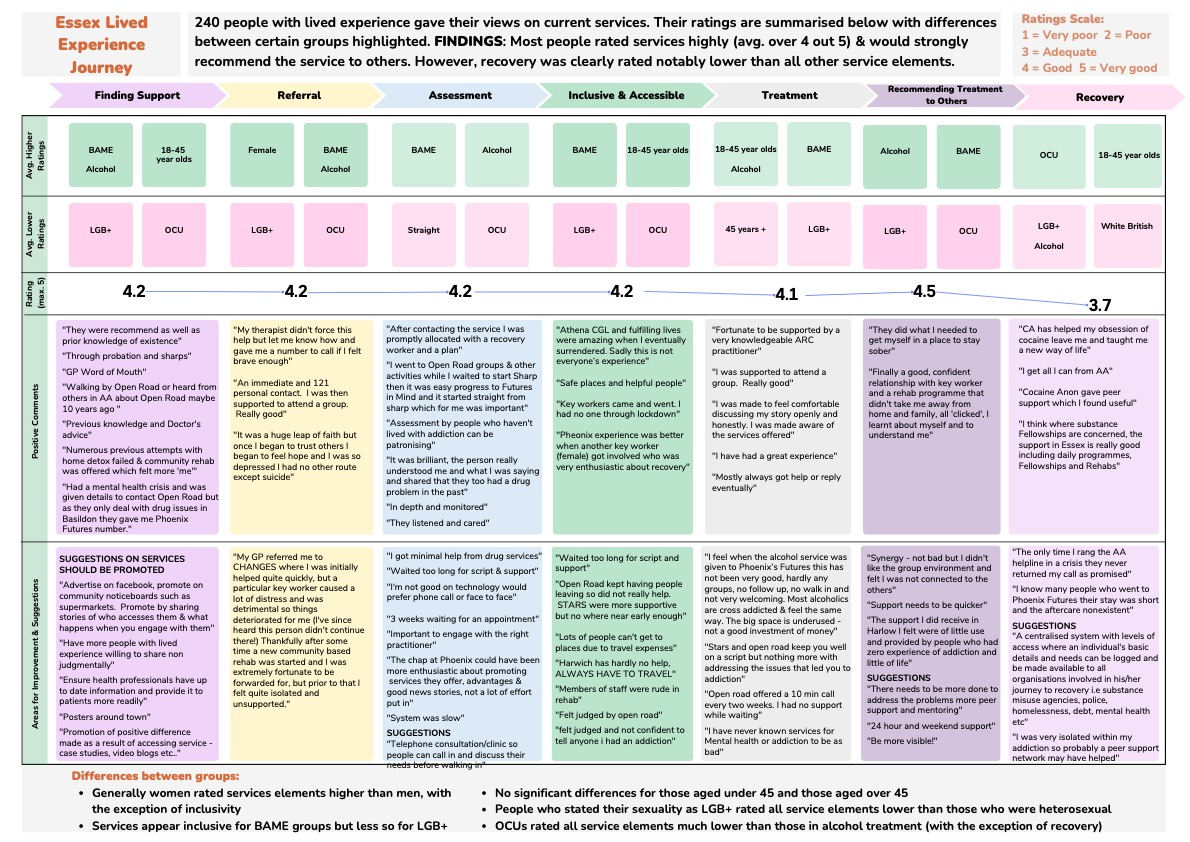 Essex Lived
Experience
Journey
240 people with lived experience gave their views on current services. Their ratings are summarised below with differences
between certain groups highlighted. FINDINGS: Most people rated services highly (avg. over 4 out 5) & would strongly
recommend the service to others. However, recovery was clearly rated notably lower than all other service elements.
Ratings Scale:
1 = Very poor 2 = Poor
3 = Adequate
4 = Good 5 = Very good
Finding Support
Referral
Assessment
Inclusive & Accessible
Treatment
Recommending Treatment
to Others
Recovery
Avg. Higher
Ratings
BAME
Alcohol
18-45
year olds
Female
BAME
Alcohol
BAME
Alcohol
BAME
18-45 year olds
18-45 year olds
Alcohol
BAME
Alcohol
BAME
OCU
18-45 year olds
Avg. Lower
Ratings
LGB+
OCU
LGB+
OCU
Straight
OCU
LGB+
OCU
45 years +
LGB+
LGB+
OCU
LGB+
Alcohol
White British
Rating
(max. 5)
4.2
4.2
4.2
4.2
4.1
4.5
3.7
Positive Comments
"They were recommend as well as
prior knowledge of existence"
"Through probation and sharps"
"GP Word of Mouth"
"Walking by Open Road or heard from
others in AA about Open Road maybe
10 years ago "
"Previous knowledge and Doctor's
advice"
"Numerous previous attempts with
home detox failed & community rehab
was offered which felt more 'me'"
"Had a mental health crisis and was
given details to contact Open Road but
as they only deal with drug issues in
Basildon they gave me Phoenix
Futures number."
"My therapist didn't force this
help but let me know how and
gave me a number to call if I felt
brave enough"
"An immediate and 121
personal contact. I was then
supported to attend a group.
Really good"
"It was a huge leap of faith but
once I began to trust others I
began to feel hope and I was so
depressed I had no other route
except suicide"
"After contacting the service I was
promptly allocated with a recovery
worker and a plan"
"I went to Open Road groups & other
activities while I waited to start Sharp
then it was easy progress to Futures
in Mind and it started straight from
sharp which for me was important"
"Assessment by people who haven't
lived with addiction can be
patronising"
"It was brilliant, the person really
understood me and what I was saying
and shared that they too had a drug
problem in the past"
"In depth and monitored"
"They listened and cared"
"Athena CGL and fulfilling lives
were amazing when I eventually
surrendered. Sadly this is not
everyone's experience"
"Safe places and helpful people"
"Key workers came and went. I
had no one through lockdown"
"Pheonix experience was better
when another key worker
(female) got involved who was
very enthusiastic about recovery"
"Fortunate to be supported by a
very knowledgeable ARC
practitioner"
"I was supported to attend a
group. Really good"
"I was made to feel comfortable
discussing my story openly and
honestly. I was made aware of
the services offered"
"I have had a great experience"
"Mostly always got help or reply
eventually"
"They did what I needed to
get myself in a place to stay
sober"
"Finally a good, confident
relationship with key worker
and a rehab programme that
didn't take me away from
home and family, all 'clicked', I
learnt about myself and to
understand me"
"CA has helped my obsession of
cocaine leave me and taught me
a new way of life"
"I get all I can from AA"
"Cocaine Anon gave peer
support which I found useful"
"I think where substance
Fellowships are concerned, the
support in Essex is really good
including daily programmes,
Fellowships and Rehabs"
Areas for Improvement & Suggestions
SUGGESTIONS ON SERVICES
SHOULD BE PROMOTED
"Advertise on facebook, promote on
community noticeboards such as
supermarkets. Promote by sharing
stories of who accesses them & what
happens when you engage with them"
"Have more people with lived
experience willing to share non
judgmentally"
"Ensure health professionals have up
to date information and provide it to
patients more readily"
"Posters around town"
"Promotion of positive difference
made as a result of accessing service -
case studies, video blogs etc.."
"My GP referred me to
CHANGES where I was initially
helped quite quickly, but a
particular key worker caused a
lot of distress and was
detrimental so things
deteriorated for me (I've since
heard this person didn't continue
there!) Thankfully after some
time a new community based
rehab was started and I was
extremely fortunate to be
forwarded for, but prior to that I
felt quite isolated and
unsupported."
"I got minimal help from drug services"
"Waited too long for script & support"
"I'm not good on technology would
prefer phone call or face to face"
"3 weeks waiting for an appointment"
"Important to engage with the right
practitioner"
"The chap at Phoenix could have been
more enthusiastic about promoting
services they offer, advantages &
good news stories, not a lot of effort
put in"
"System was slow"
SUGGESTIONS
"Telephone consultation/clinic so
people can call in and discuss their
needs before walking in"
"Waited too long for script and
support"
"Open Road kept having people
leaving so did not really help.
STARS were more supportive
but no where near early enough"
"Lots of people can't get to
places due to travel expenses"
"Harwich has hardly no help,
ALWAYS HAVE TO TRAVEL"
"Members of staff were rude in
rehab"
"Felt judged by open road"
"felt judged and not confident to
tell anyone i had an addiction"
"I feel when the alcohol service was
given to Phoenix's Futures this has
not been very good, hardly any
groups, no follow up, no walk in and
not very welcoming. Most alcoholics
are cross addicted & feel the same
way. The big space is underused -
not a good investment of money"
"Stars and open road keep you well
on a script but nothing more with
addressing the issues that led you to
addiction"
"Open road offered a 10 min call
every two weeks. I had no support
while waiting"
"I have never known services for
Mental health or addiction to be as
bad"
"Synergy - not bad but I didn't
like the group environment and
felt I was not connected to the
others"
"Support needs to be quicker"
"The support I did receive in
Harlow I felt were of little use
and provided by people who had
zero experience of addiction and
little of life"
SUGGESTIONS
"There needs to be more done to
address the problems more peer
support and mentoring"
"24 hour and weekend support"
"Be more visible!"
"The only time I rang the AA
helpline in a crisis they never
returned my call as promised"
"I know many people who went to
Phoenix Futures their stay was short
and the aftercare nonexistent"
SUGGESTIONS
"A centralised system with levels of
access where an individual's basic
details and needs can be logged and
be made available to all
organisations involved in his/her
journey to recovery i.e substance
misuse agencies, police,
homelessness, debt, mental health
etc"
"I was very isolated within my
addiction so probably a peer support
network may have helped"
Differences between groups:
• Generally women rated services elements higher than men, with
the exception of inclusivity
• Services appear inclusive for BAME groups but less so for LGB+
• No significant differences for those aged under 45 and those aged over 45
• People who stated their sexuality as LGB+ rated all service elements lower than those who were heterosexual
• OCUs rated all service elements much lower than those in alcohol treatment (with the exception of recovery)